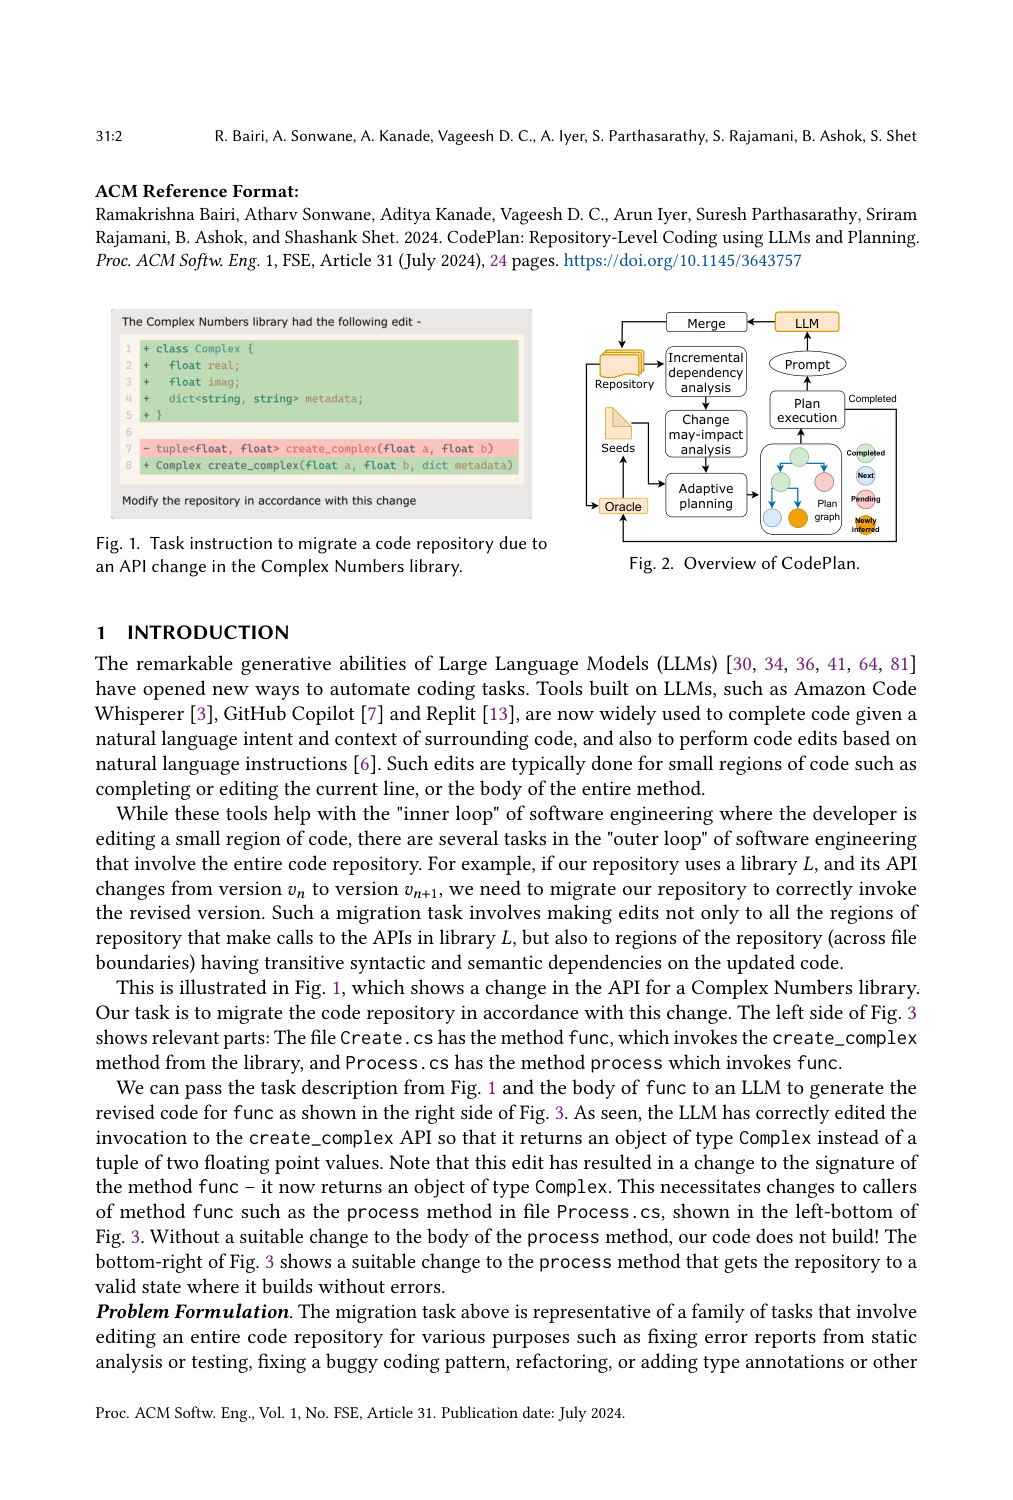 31:2 R. Bairi, A. Sonwane, A. Kanade, Vageesh D. C., A. Iyer, S. Parthasarathy, S. Rajamani, B. Ashok, S. Shet
ACM Reference Format:
Ramakrishna Bairi, Atharv Sonwane, Aditya Kanade, Vageesh D. C., Arun Iyer, Suresh Parthasarathy, Sriram
Rajamani, B. Ashok, and Shashank Shet. 2024. CodePlan: Repository-Level Coding using LLMs and Planning.
Proc. ACM Softw. Eng. 1, FSE, Article 31 (July 2024), 24 pages. https://doi.org/10.1145/3643757
The Complex Numbers library had the following edit -
1 + class Complex {
2 + float real;
3 + float imag;
4 + dict<string, string> metadata;
5 + }
6
7 - tuple<float, float> create_complex(float a, float b)
8 + Complex create_complex(float a, float b, dict metadata)
Modify the repository in accordance with this change
Fig. 1. Task instruction to migrate a code repository due to
an API change in the Complex Numbers library.
Merge
LLM
Repository
Incremental
dependency
analysis
Prompt
Plan
execution
Completed
Seeds
Change
may-impact
analysis
Oracle
Adaptive
planning
Plan
graph
Completed
Next
Pending
Newly
inferred
Fig. 2. Overview of CodePlan.
1 INTRODUCTION
The remarkable generative abilities of Large Language Models (LLMs) [30, 34, 36, 41, 64, 81]
have opened new ways to automate coding tasks. Tools built on LLMs, such as Amazon Code
Whisperer [3], GitHub Copilot [7] and Replit [13], are now widely used to complete code given a
natural language intent and context of surrounding code, and also to perform code edits based on
natural language instructions [6]. Such edits are typically done for small regions of code such as
completing or editing the current line, or the body of the entire method.
While these tools help with the "inner loop" of software engineering where the developer is
editing a small region of code, there are several tasks in the "outer loop" of software engineering
that involve the entire code repository. For example, if our repository uses a library L, and its API
changes from version vn to version vn+1, we need to migrate our repository to correctly invoke
the revised version. Such a migration task involves making edits not only to all the regions of
repository that make calls to the APIs in library L, but also to regions of the repository (across file
boundaries) having transitive syntactic and semantic dependencies on the updated code.
This is illustrated in Fig. 1, which shows a change in the API for a Complex Numbers library.
Our task is to migrate the code repository in accordance with this change. The left side of Fig. 3
shows relevant parts: The file Create.cs has the method func, which invokes the create_complex
method from the library, and Process.cs has the method process which invokes func.
We can pass the task description from Fig. 1 and the body of func to an LLM to generate the
revised code for func as shown in the right side of Fig. 3. As seen, the LLM has correctly edited the
invocation to the create_complex API so that it returns an object of type Complex instead of a
tuple of two floating point values. Note that this edit has resulted in a change to the signature of
the method func – it now returns an object of type Complex. This necessitates changes to callers
of method func such as the process method in file Process.cs, shown in the left-bottom of
Fig. 3. Without a suitable change to the body of the process method, our code does not build! The
bottom-right of Fig. 3 shows a suitable change to the process method that gets the repository to a
valid state where it builds without errors.
Problem Formulation. The migration task above is representative of a family of tasks that involve
editing an entire code repository for various purposes such as fixing error reports from static
analysis or testing, fixing a buggy coding pattern, refactoring, or adding type annotations or other
Proc. ACM Softw. Eng., Vol. 1, No. FSE, Article 31. Publication date: July 2024.